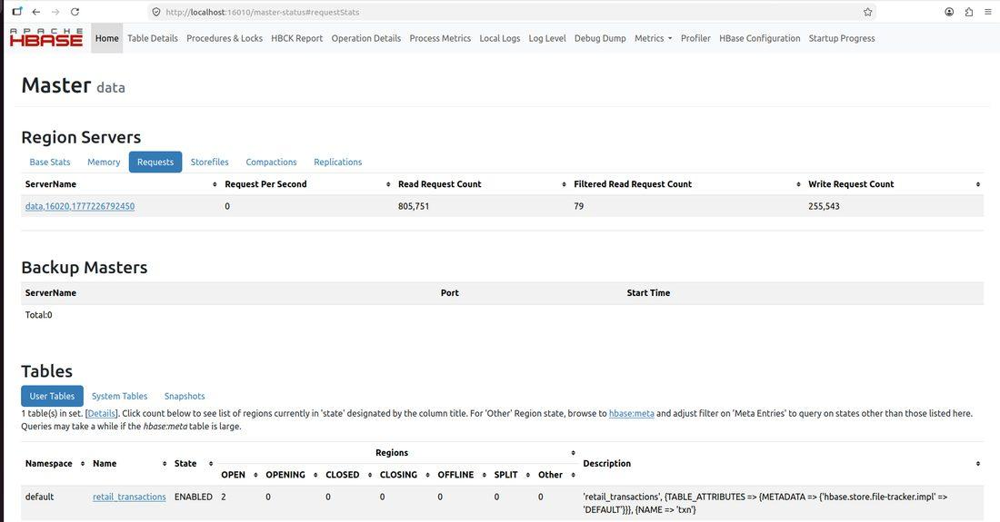 http://localhost:16010/master-status#requestStats
APACHE
HBASE
Home Table Details Procedures & Locks HBCK Report Operation Details Process Metrics Local Logs Log Level Debug Dump Metrics Profiler HBase Configuration Startup Progress
Master data
Region Servers
Base Stats Memory Requests Storefiles Compactions Replications
ServerName Request Per Second Read Request Count Filtered Read Request Count Write Request Count
data,16020,1777226792450 0 805,751 79 255,543
Backup Masters
ServerName Port Start Time
Total:0
Tables
User Tables System Tables Snapshots
1 table(s) in set. [Details]. Click count below to see list of regions currently in 'state' designated by the column title. For 'Other' Region state, browse to hbase:meta and adjust filter on 'Meta Entries' to query on states other than those listed here.
Queries may take a while if the hbase:meta table is large.
Namespace Name State Regions Description
OPEN OPENING CLOSED CLOSING OFFLINE SPLIT Other
default retail_transactions ENABLED 2 0 0 0 0 0 0 'retail_transactions', {TABLE_ATTRIBUTES => {METADATA => {'hbase.store.file-tracker.impl' =>
'DEFAULT'}}}, {NAME => 'txn'}